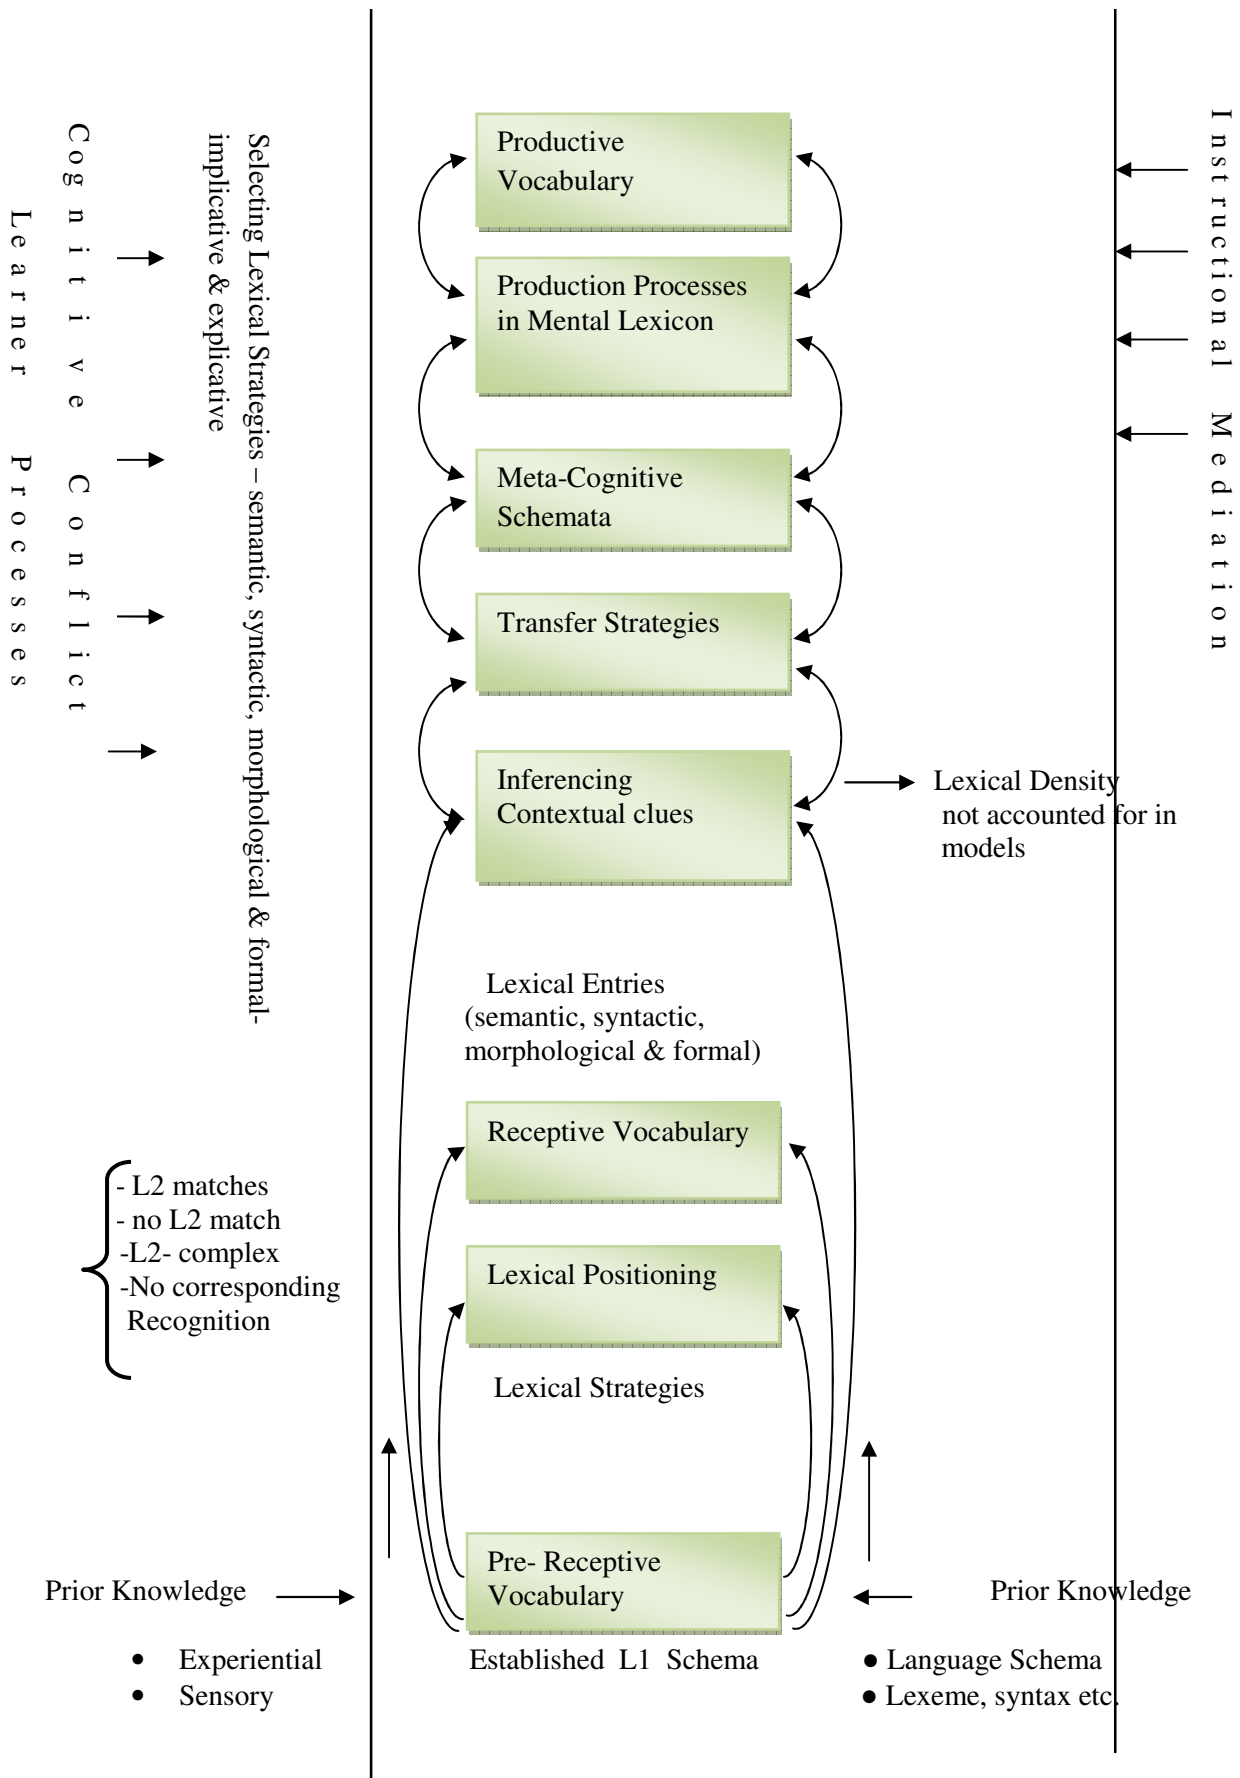 Learner Processes
Cognitive Conflict
Selecting Lexical Strategies – semantic, syntactic, morphological & formal-
implicative & explicative
Instructional Mediation
Productive
Vocabulary
Production Processes
in Mental Lexicon
Meta-Cognitive
Schemata
Transfer Strategies
Inferencing
Contextual clues
Lexical Density
not accounted for in
models
Lexical Entries
(semantic, syntactic,
morphological & formal)
Receptive Vocabulary
- L2 matches
- no L2 match
-L2- complex
-No corresponding
Recognition
Lexical Positioning
Lexical Strategies
Pre- Receptive
Vocabulary
Prior Knowledge
Prior Knowledge
• Experiential
• Sensory
Established L1 Schema
● Language Schema
● Lexeme, syntax etc.